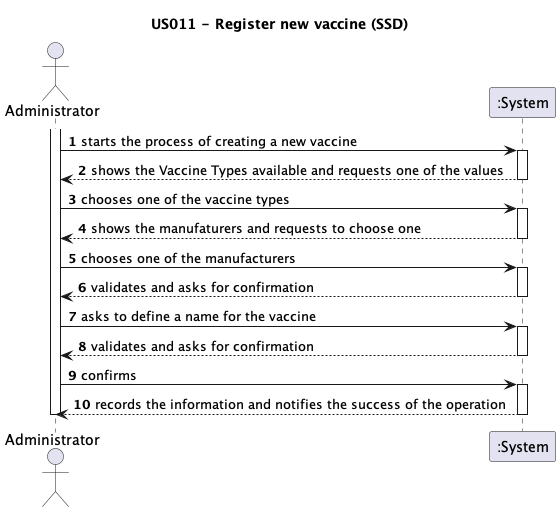 US011 - Register new vaccine (SSD)
Administrator
:System
1 starts the process of creating a new vaccine
2 shows the Vaccine Types available and requests one of the values
3 chooses one of the vaccine types
4 shows the manufaturers and requests to choose one
5 chooses one of the manufacturers
6 validates and asks for confirmation
7 asks to define a name for the vaccine
8 validates and asks for confirmation
9 confirms
10 records the information and notifies the success of the operation
Administrator
:System